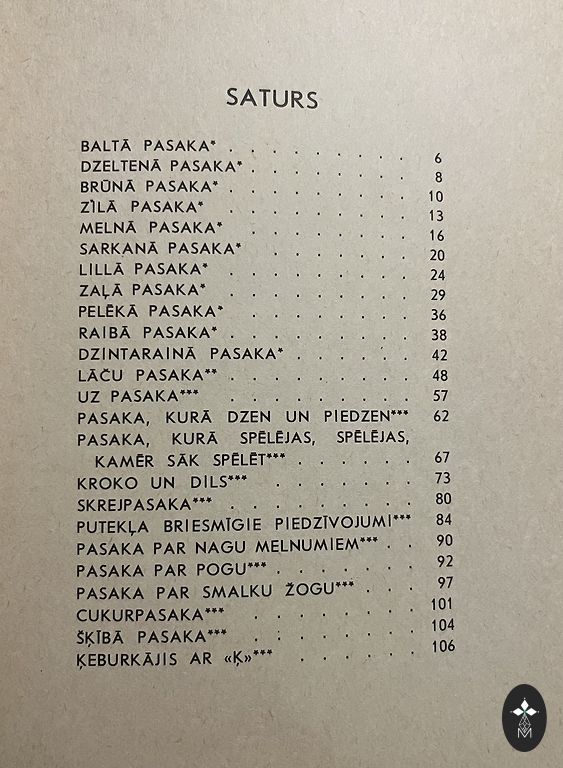 SATURS
BALTĀ PASAKA* . . . . . . . . 6
DZELTENĀ PASAKA* . . . . . . . 8
BRŪNĀ PASAKA* . . . . . . . . 10
ZILĀ PASAKA* . . . . . . . . 13
MELNĀ PASAKA* . . . . . . . . 16
SARKANĀ PASAKA* . . . . . . . 20
LILLĀ PASAKA* . . . . . . . . 24
ZAĻĀ PASAKA* . . . . . . . . 29
PELĒKĀ PASAKA* . . . . . . . . 36
RAIBĀ PASAKA* . . . . . . . . 38
DZINTARAINĀ PASAKA* . . . . . . 42
LĀČU PASAKA** . . . . . . . . 48
UZ PASAKA*** . . . . . . . . 57
PASAKA, KURĀ DZEN UN PIEDZEN*** 62
PASAKA, KURĀ SPĒLĒJAS, SPĒLĒJAS,
KAMĒR SĀK SPĒLĒT*** . . . . . . 67
KROKO UN DILS*** . . . . . . . 73
SKREJPASAKA*** . . . . . . . . 80
PUTEKĻA BRIESMĪGIE PIEDZĪVOJUMI*** 84
PASAKA PAR NAGU MELNUMIEM*** . . 90
PASAKA PAR POGU*** . . . . . . 92
PASAKA PAR SMALKU ŽOGU*** . . . 97
CUKURPASAKA*** . . . . . . . . 101
ŠĶĪBĀ PASAKA*** . . . . . . . 104
ĶEBURKĀJIS AR «Ķ»*** . . . . . 106
M